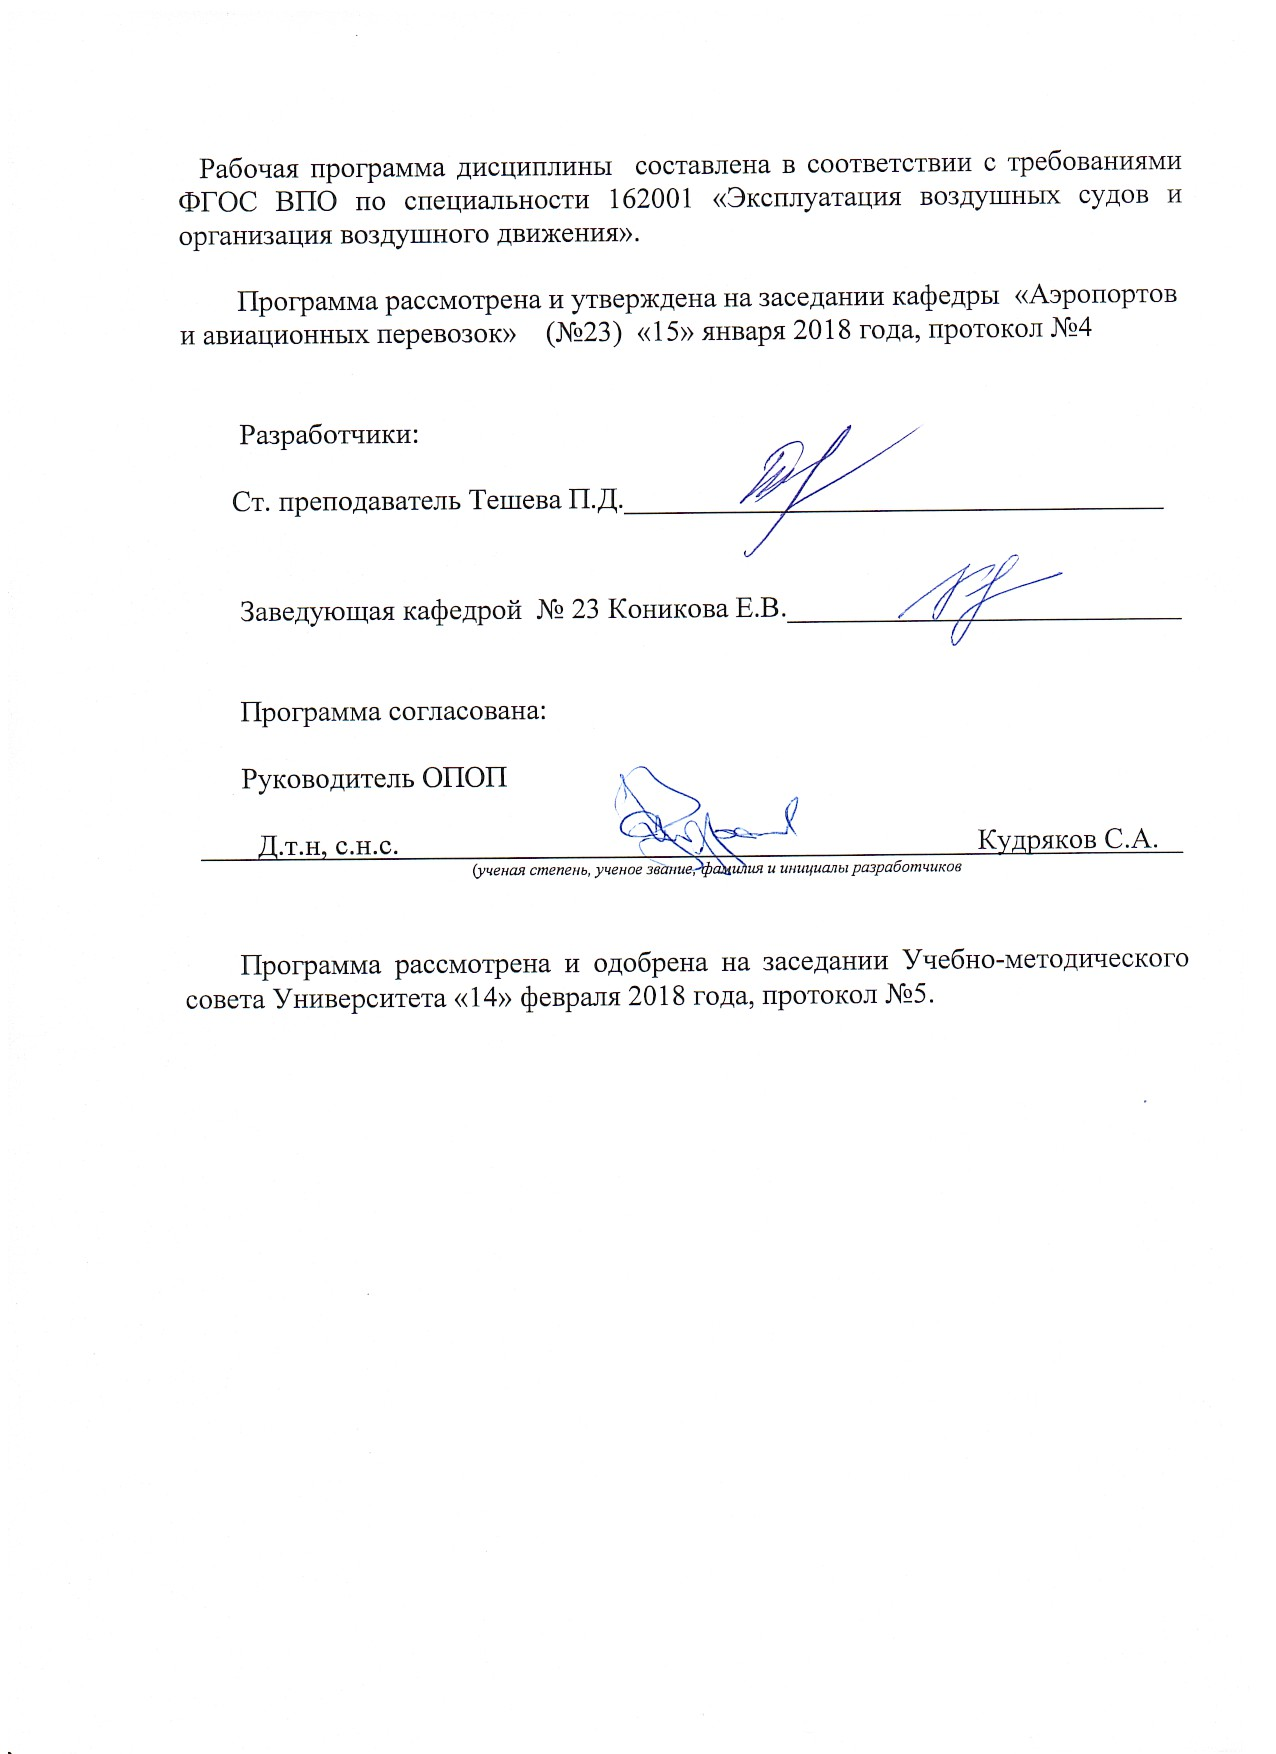 Рабочая программа дисциплины составлена в соответствии с требованиями
ФГОС ВПО по специальности 162001 «Эксплуатация воздушных судов и
организация воздушного движения».
Программа рассмотрена и утверждена на заседании кафедры «Аэропортов
и авиационных перевозок» (№23) «15» января 2018 года, протокол №4
Разработчики:
Ст. преподаватель Тешева П.Д.
Заведующая кафедрой № 23 Коникова Е.В.
Программа согласована:
Руководитель ОПОП
Д.т.н, с.н.с. Кудряков С.А.
(ученая степень, ученое звание, фамилия и инициалы разработчиков
Программа рассмотрена и одобрена на заседании Учебно-методического
совета Университета «14» февраля 2018 года, протокол №5.